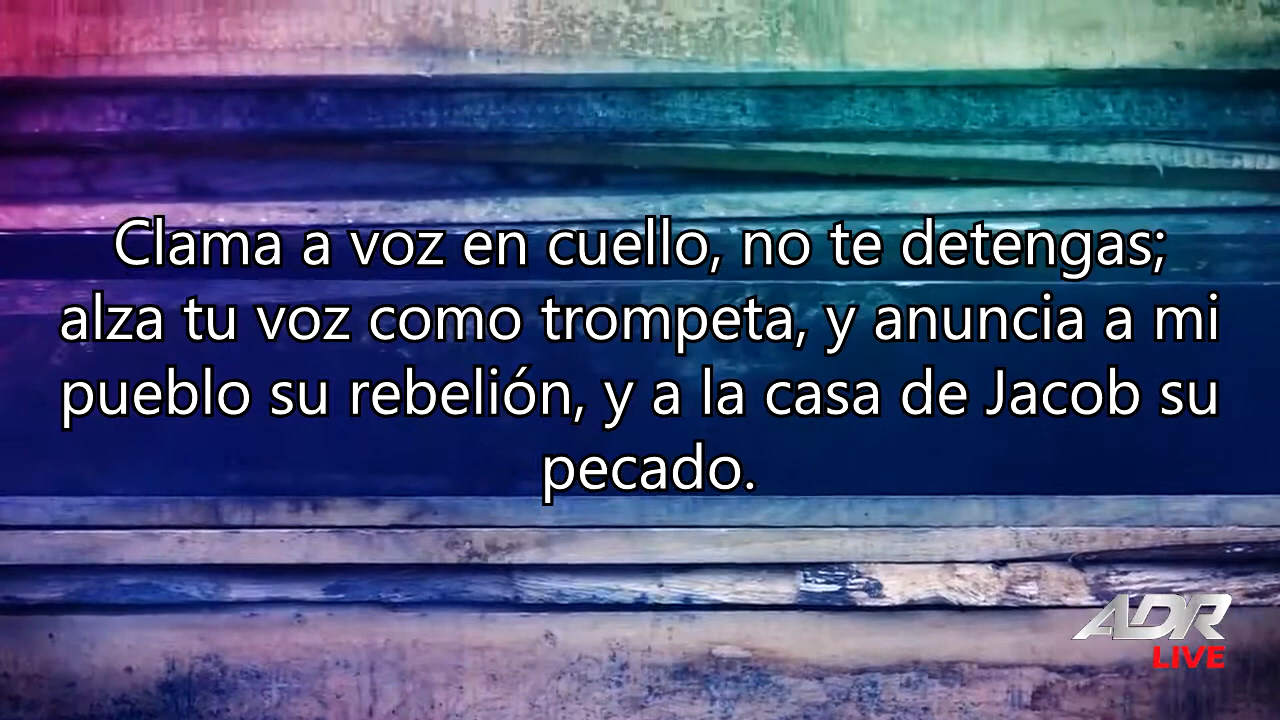 Clama a voz en cuello, no te detengas;
alza tu voz como trompeta, y anuncia a mi
pueblo su rebelión, y a la casa de Jacob su
pecado.
ADR
LIVE